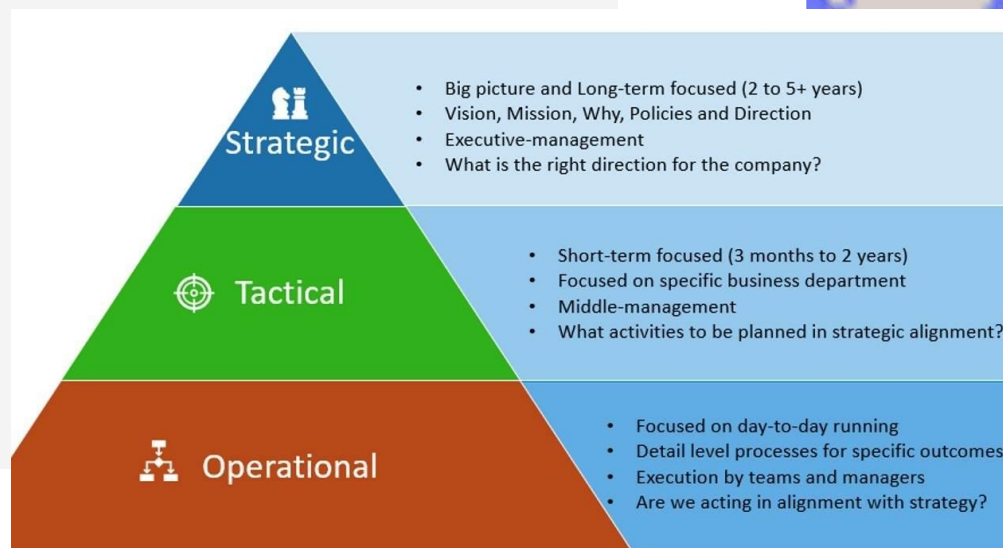 Strategic
• Big picture and Long-term focused (2 to 5+ years)
• Vision, Mission, Why, Policies and Direction
• Executive-management
• What is the right direction for the company?
Tactical
• Short-term focused (3 months to 2 years)
• Focused on specific business department
• Middle-management
• What activities to be planned in strategic alignment?
Operational
• Focused on day-to-day running
• Detail level processes for specific outcomes
• Execution by teams and managers
• Are we acting in alignment with strategy?